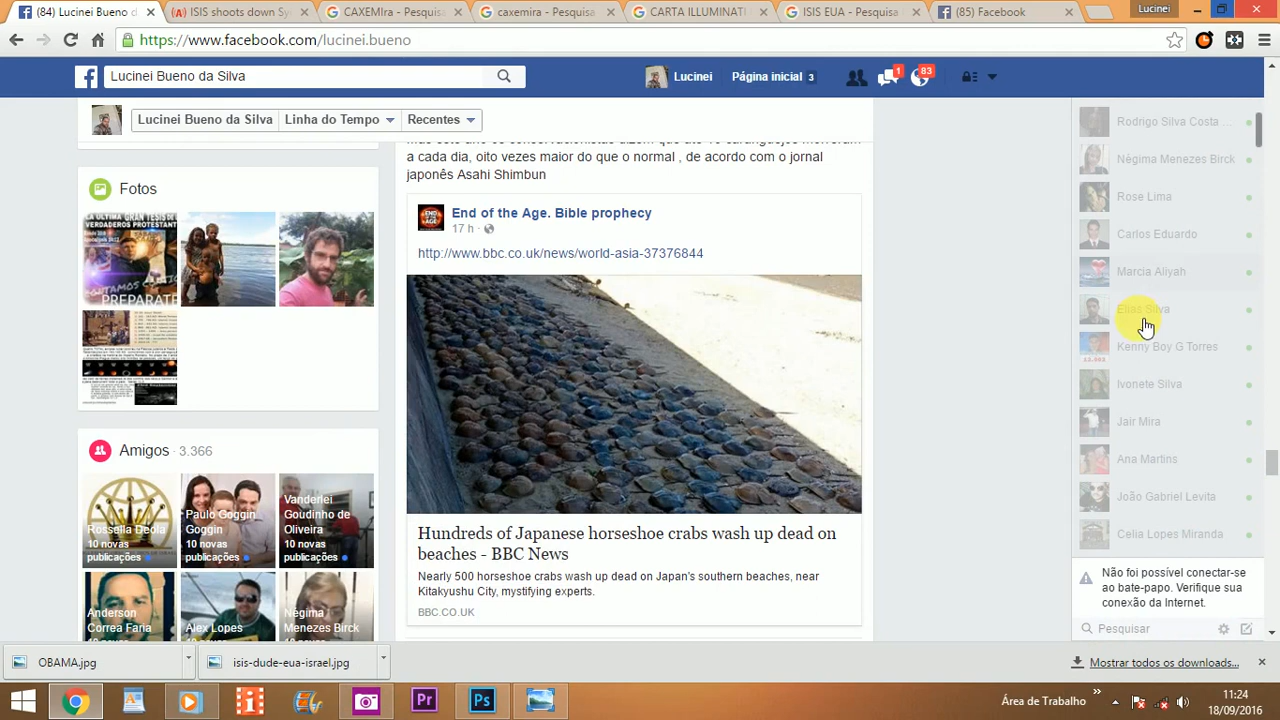 (84) Lucinei Bueno d
ISIS shoots down Sy
CAXEMIra - Pesquisa
caxemira - Pesquisa
CARTA ILLUMINAT
ISIS EUA - Pesquisa
(85) Facebook
Lucinei
https://www.facebook.com/lucinei.bueno
Lucinei Bueno da Silva
Lucinei
Página inicial 3
1
83
Lucinei Bueno da Silva
Linha do Tempo
Recentes
a cada dia, oito vezes maior do que o normal , de acordo com o jornal
japonês Asahi Shimbun
Fotos
PREPARATE
End of the Age. Bible prophecy
17 h ·
http://www.bbc.co.uk/news/world-asia-37376844
Hundreds of Japanese horseshoe crabs wash up dead on
beaches - BBC News
Nearly 500 horseshoe crabs wash up dead on Japan's southern beaches, near
Kitakyushu City, mystifying experts.
BBC.CO.UK
Amigos · 3.366
Rossella Deola
10 novas
publicações
Paulo Goggin
Goggin
10 novas
publicações
Vanderlei
Goudinho de
Oliveira
10 novas
publicações
Anderson
Correa Faria
Alex Lopes
Négima
Menezes Birck
Rodrigo Silva Costa ...
Négima Menezes Birck
Rose Lima
Carlos Eduardo
Marcia Aliyah
Elias Silva
Kenny Boy G Torres
Ivonete Silva
Jair Mira
Ana Martins
João Gabriel Levita
Celia Lopes Miranda
Não foi possível conectar-se
ao bate-papo. Verifique sua
conexão da Internet.
Pesquisar
OBAMA.jpg
isis-dude-eua-israel.jpg
Mostrar todos os downloads...
Pr
Ps
Área de Trabalho
11:24
18/09/2016